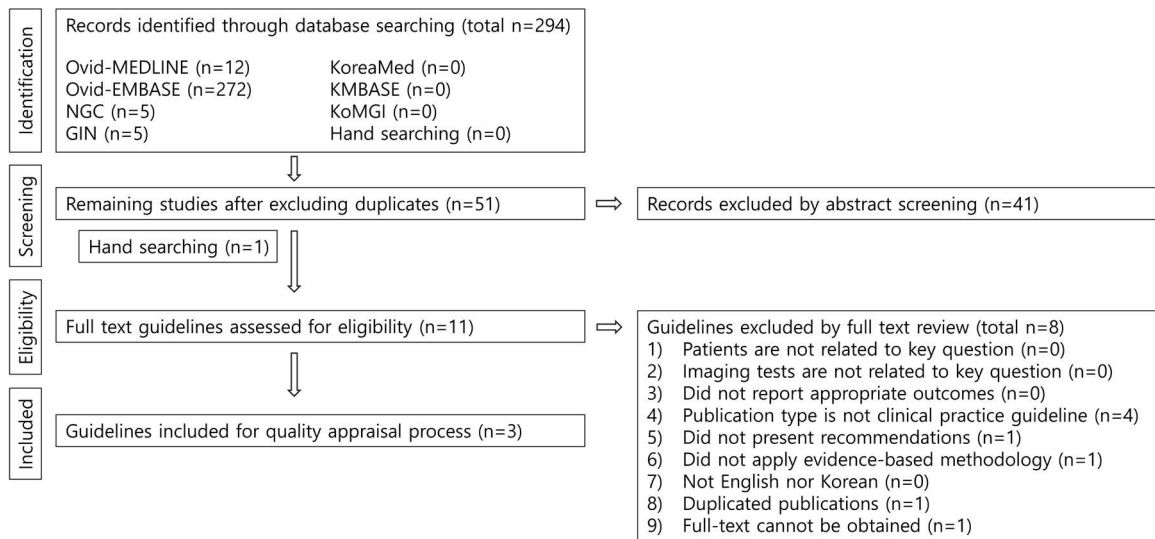 Identification
Records identified through database searching (total n=294)
Ovid-MEDLINE (n=12)
Ovid-EMBASE (n=272)
NGC (n=5)
GIN (n=5)
KoreaMed (n=0)
KMBASE (n=0)
KoMGI (n=0)
Hand searching (n=0)
Screening
Remaining studies after excluding duplicates (n=51)
Records excluded by abstract screening (n=41)
Hand searching (n=1)
Eligibility
Full text guidelines assessed for eligibility (n=11)
Guidelines excluded by full text review (total n=8)
1) Patients are not related to key question (n=0)
2) Imaging tests are not related to key question (n=0)
3) Did not report appropriate outcomes (n=0)
4) Publication type is not clinical practice guideline (n=4)
5) Did not present recommendations (n=1)
6) Did not apply evidence-based methodology (n=1)
7) Not English nor Korean (n=0)
8) Duplicated publications (n=1)
9) Full-text cannot be obtained (n=1)
Included
Guidelines included for quality appraisal process (n=3)